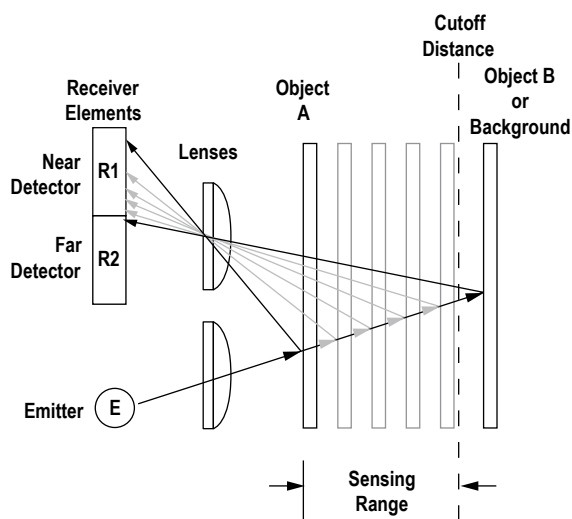 Cutoff
Distance
Object B
or
Background
Object
A
Receiver
Elements
Lenses
Near
Detector
R1
Far
Detector
R2
Emitter
E
Sensing
Range